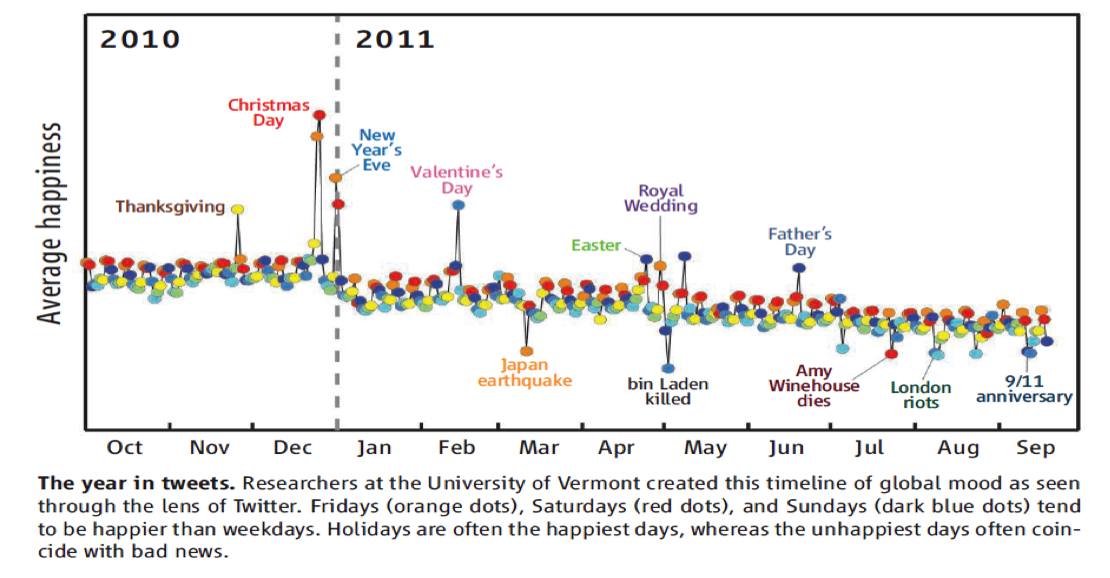 2010
2011
Christmas
Day
New
Year's
Eve
Valentine's
Day
Thanksgiving
Royal
Wedding
Easter
Father's
Day
Average happiness
Japan
earthquake
bin Laden
killed
Amy
Winehouse
dies
London
riots
9/11
anniversary
Oct Nov Dec Jan Feb Mar Apr May Jun Jul Aug Sep
The year in tweets. Researchers at the University of Vermont created this timeline of global mood as seen
through the lens of Twitter. Fridays (orange dots), Saturdays (red dots), and Sundays (dark blue dots) tend
to be happier than weekdays. Holidays are often the happiest days, whereas the unhappiest days often coin-
cide with bad news.